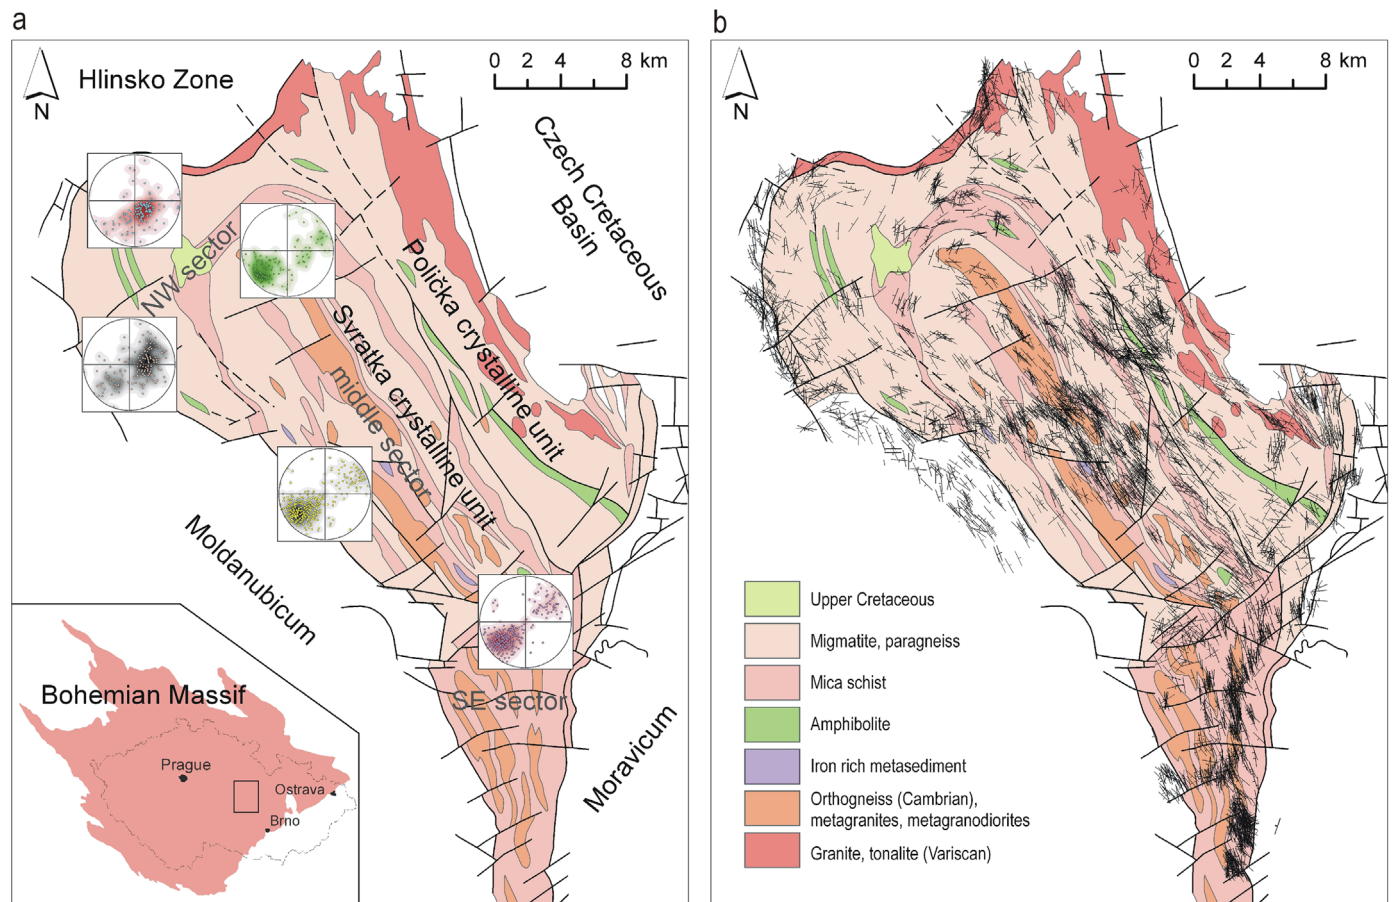 a
Hlinsko Zone
N
0 2 4 8 km
Czech Cretaceous
Basin
NW sector
Polička crystalline unit
Svratka crystalline unit
middle sector
Moldanubicum
SE sector
Moravicum
Bohemian Massif
Prague
Ostrava
Brno
b
N
0 2 4 8 km
Upper Cretaceous
Migmatite, paragneiss
Mica schist
Amphibolite
Iron rich metasediment
Orthogneiss (Cambrian),
metagranites, metagranodiorites
Granite, tonalite (Variscan)